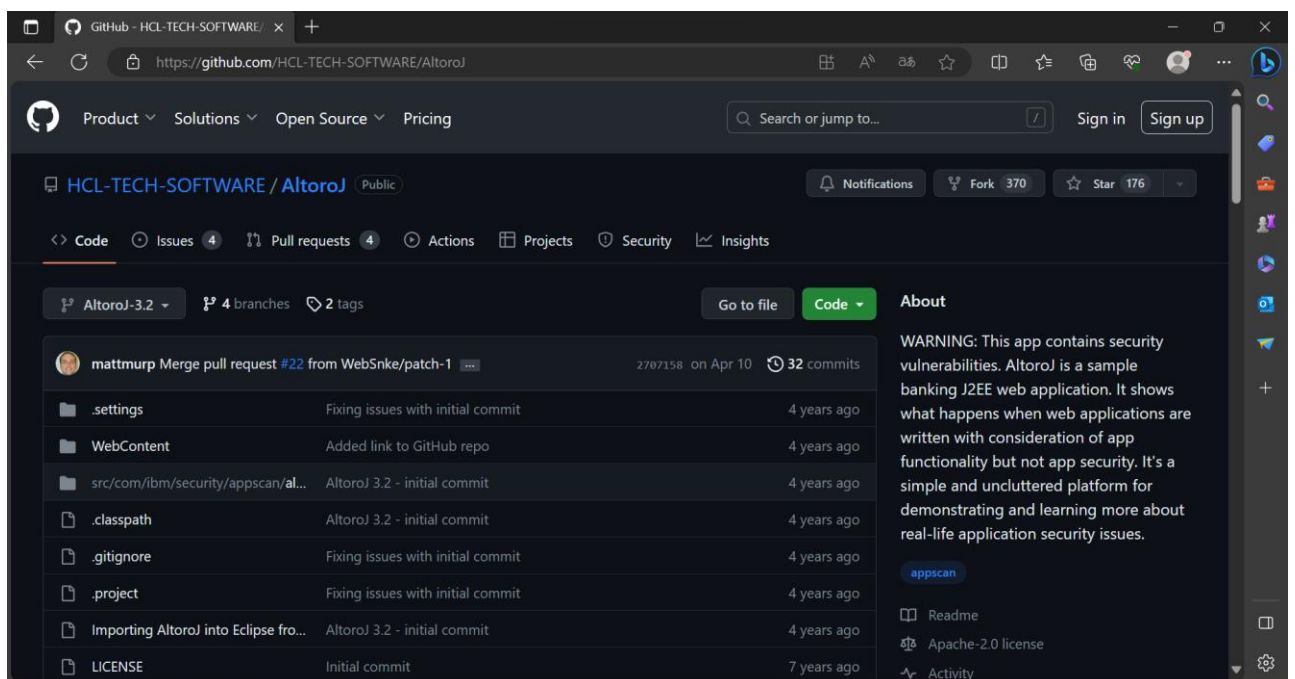 GitHub - HCL-TECH-SOFTWARE/
https://github.com/HCL-TECH-SOFTWARE/AltoroJ
Product Solutions Open Source Pricing Search or jump to... / Sign in Sign up
HCL-TECH-SOFTWARE / AltoroJ Public Notifications Fork 370 Star 176
Code Issues 4 Pull requests 4 Actions Projects Security Insights
AltoroJ-3.2 4 branches 2 tags Go to file Code
mattmurp Merge pull request #22 from WebSnke/patch-1 ... 2707158 on Apr 10 32 commits
.settings Fixing issues with initial commit 4 years ago
WebContent Added link to GitHub repo 4 years ago
src/com/ibm/security/appscan/al... AltoroJ 3.2 - initial commit 4 years ago
.classpath AltoroJ 3.2 - initial commit 4 years ago
.gitignore Fixing issues with initial commit 4 years ago
.project Fixing issues with initial commit 4 years ago
Importing AltoroJ into Eclipse fro... AltoroJ 3.2 - initial commit 4 years ago
LICENSE Initial commit 7 years ago
About
WARNING: This app contains security
vulnerabilities. AltoroJ is a sample
banking J2EE web application. It shows
what happens when web applications are
written with consideration of app
functionality but not app security. It's a
simple and uncluttered platform for
demonstrating and learning more about
real-life application security issues.
appscan
Readme
Apache-2.0 license
Activity